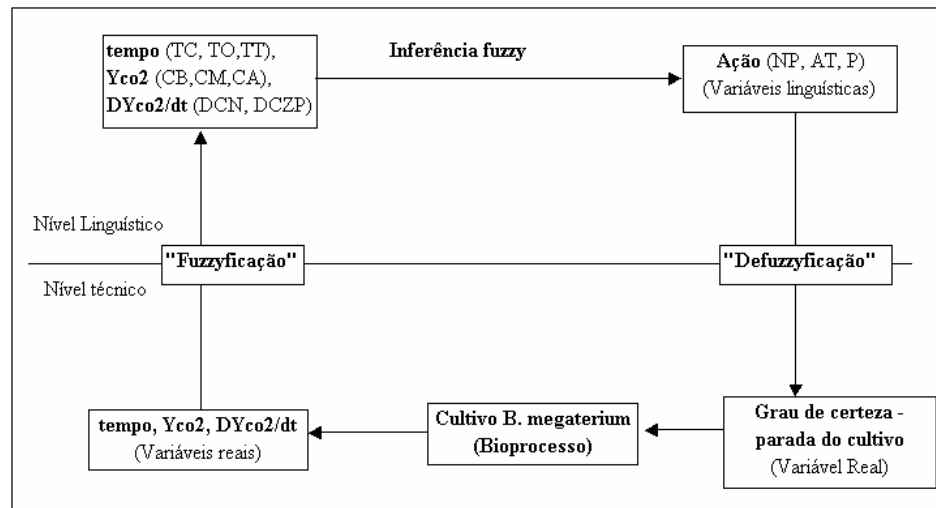 tempo (TC, TO,TT),
Yco2 (CB,CM,CA),
DYco2/dt (DCN, DCZP)
Inferência fuzzy
Ação (NP, AT, P)
(Variáveis linguísticas)
Nível Linguístico
"Fuzzyficação"
"Defuzzyficação"
Nível técnico
tempo, Yco2, DYco2/dt
(Variáveis reais)
Cultivo B. megaterium
(Bioprocesso)
Grau de certeza -
parada do cultivo
(Variável Real)